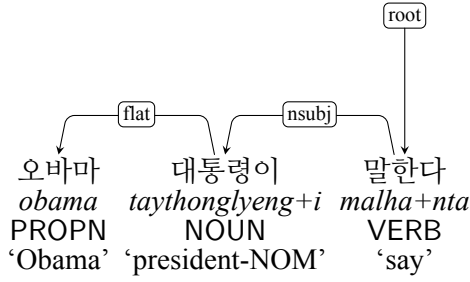 root
flat nsubj
오바마 대통령이 말한다
obama taythonglyeng+i malha+nta
PROPN NOUN VERB
‘Obama’ ‘president-NOM’ ‘say’